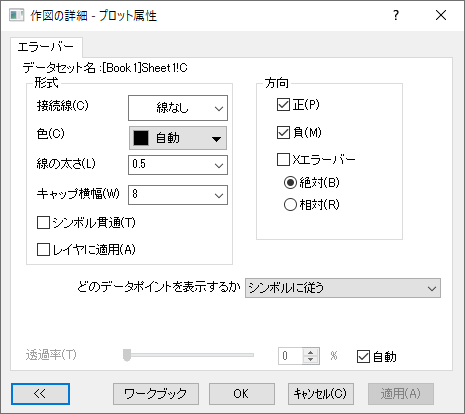 作図の詳細 - プロット属性
エラーバー
データセット名 :[Book1]Sheet1!C
形式
接続線(C) 線なし
色(C) 自動
線の太さ(L) 0.5
キャップ横幅(W) 8
シンボル貫通(T)
レイヤに適用(A)
方向
正(P)
負(M)
Xエラーバー
絶対(B)
相対(R)
どのデータポイントを表示するか シンボルに従う
透過率(T) 0 % 自動
<< ワークブック OK キャンセル(C) 適用(A)